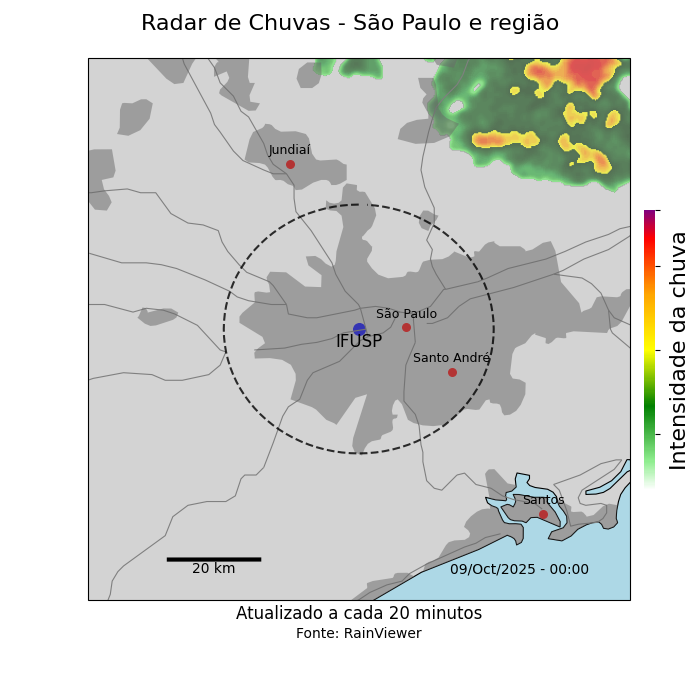 Radar de Chuvas - São Paulo e região
Jundiaí
São Paulo
IFUSP
Santo André
Santos
20 km
09/Oct/2025 - 00:00
Intensidade da chuva
Atualizado a cada 20 minutos
Fonte: RainViewer